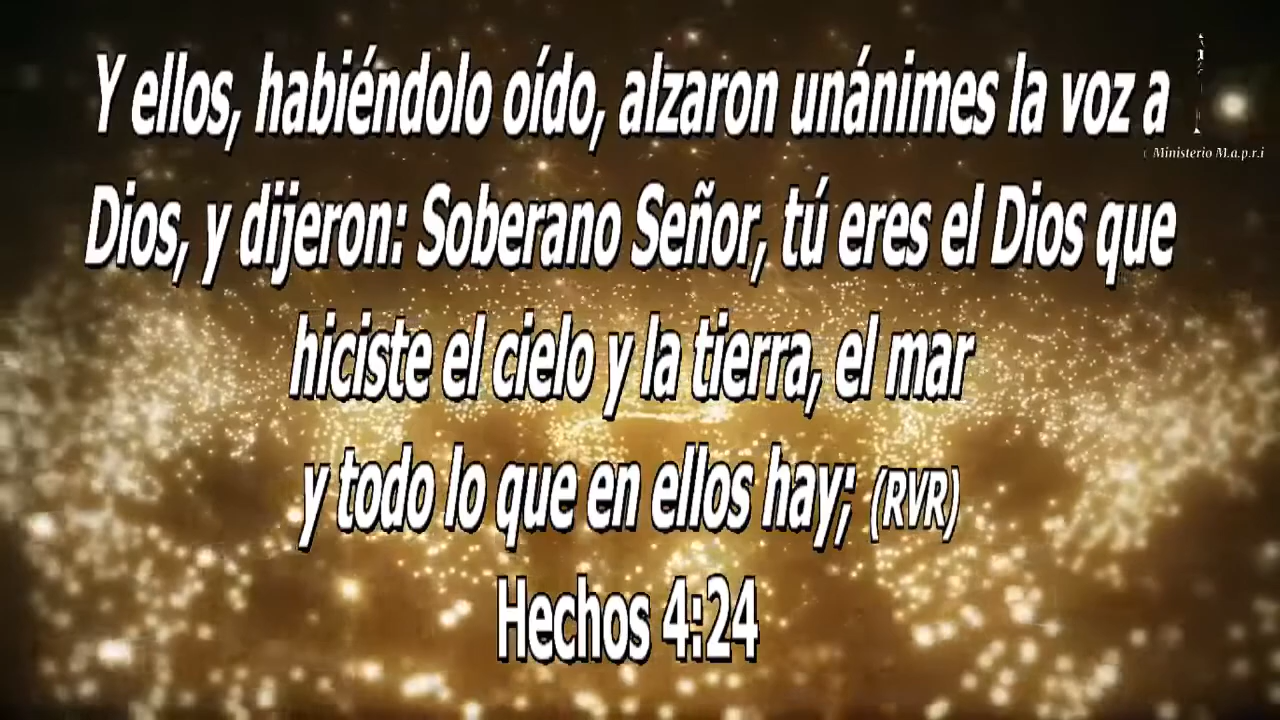 Y ellos, habiéndolo oído, alzaron unánimes la voz a
Ministerio M.a.p.r.i
Dios, y dijeron: Soberano Señor, tú eres el Dios que
hiciste el cielo y la tierra, el mar
y todo lo que en ellos hay; (RVR)
Hechos 4:24